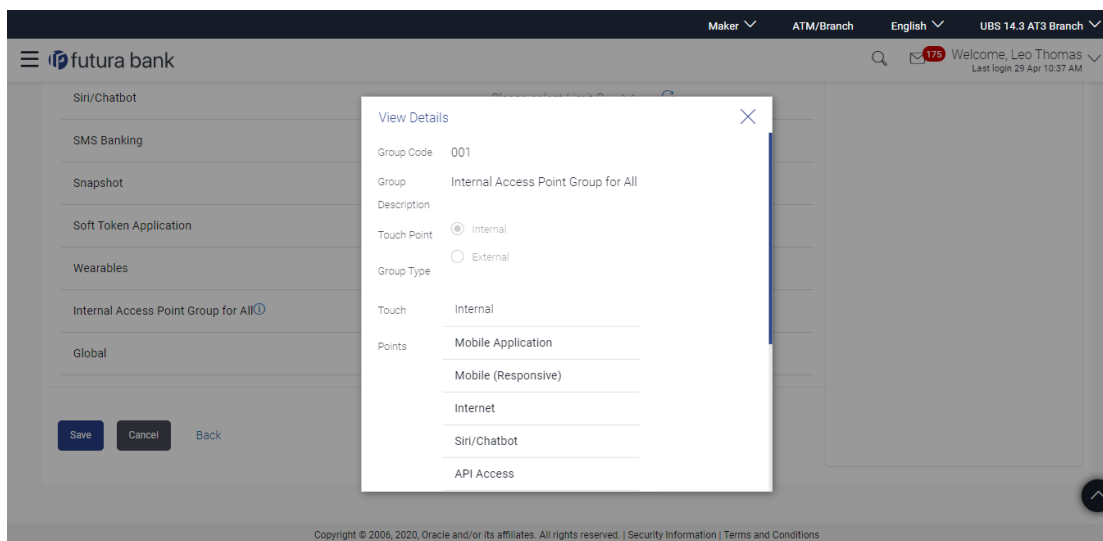 Maker ATM/Branch English UBS 14.3 AT3 Branch
futura bank 175 Welcome, Leo Thomas
Last login 29 Apr 10:37 AM
Siri/Chatbot
SMS Banking
Snapshot
Soft Token Application
Wearables
Internal Access Point Group for All
Global
Save Cancel Back
View Details
Group Code 001
Group Internal Access Point Group for All
Description
Touch Point Internal
External
Group Type
Touch Internal
Points Mobile Application
Mobile (Responsive)
Internet
Siri/Chatbot
API Access
Copyright © 2006, 2020, Oracle and/or its affiliates. All rights reserved. | Security Information | Terms and Conditions